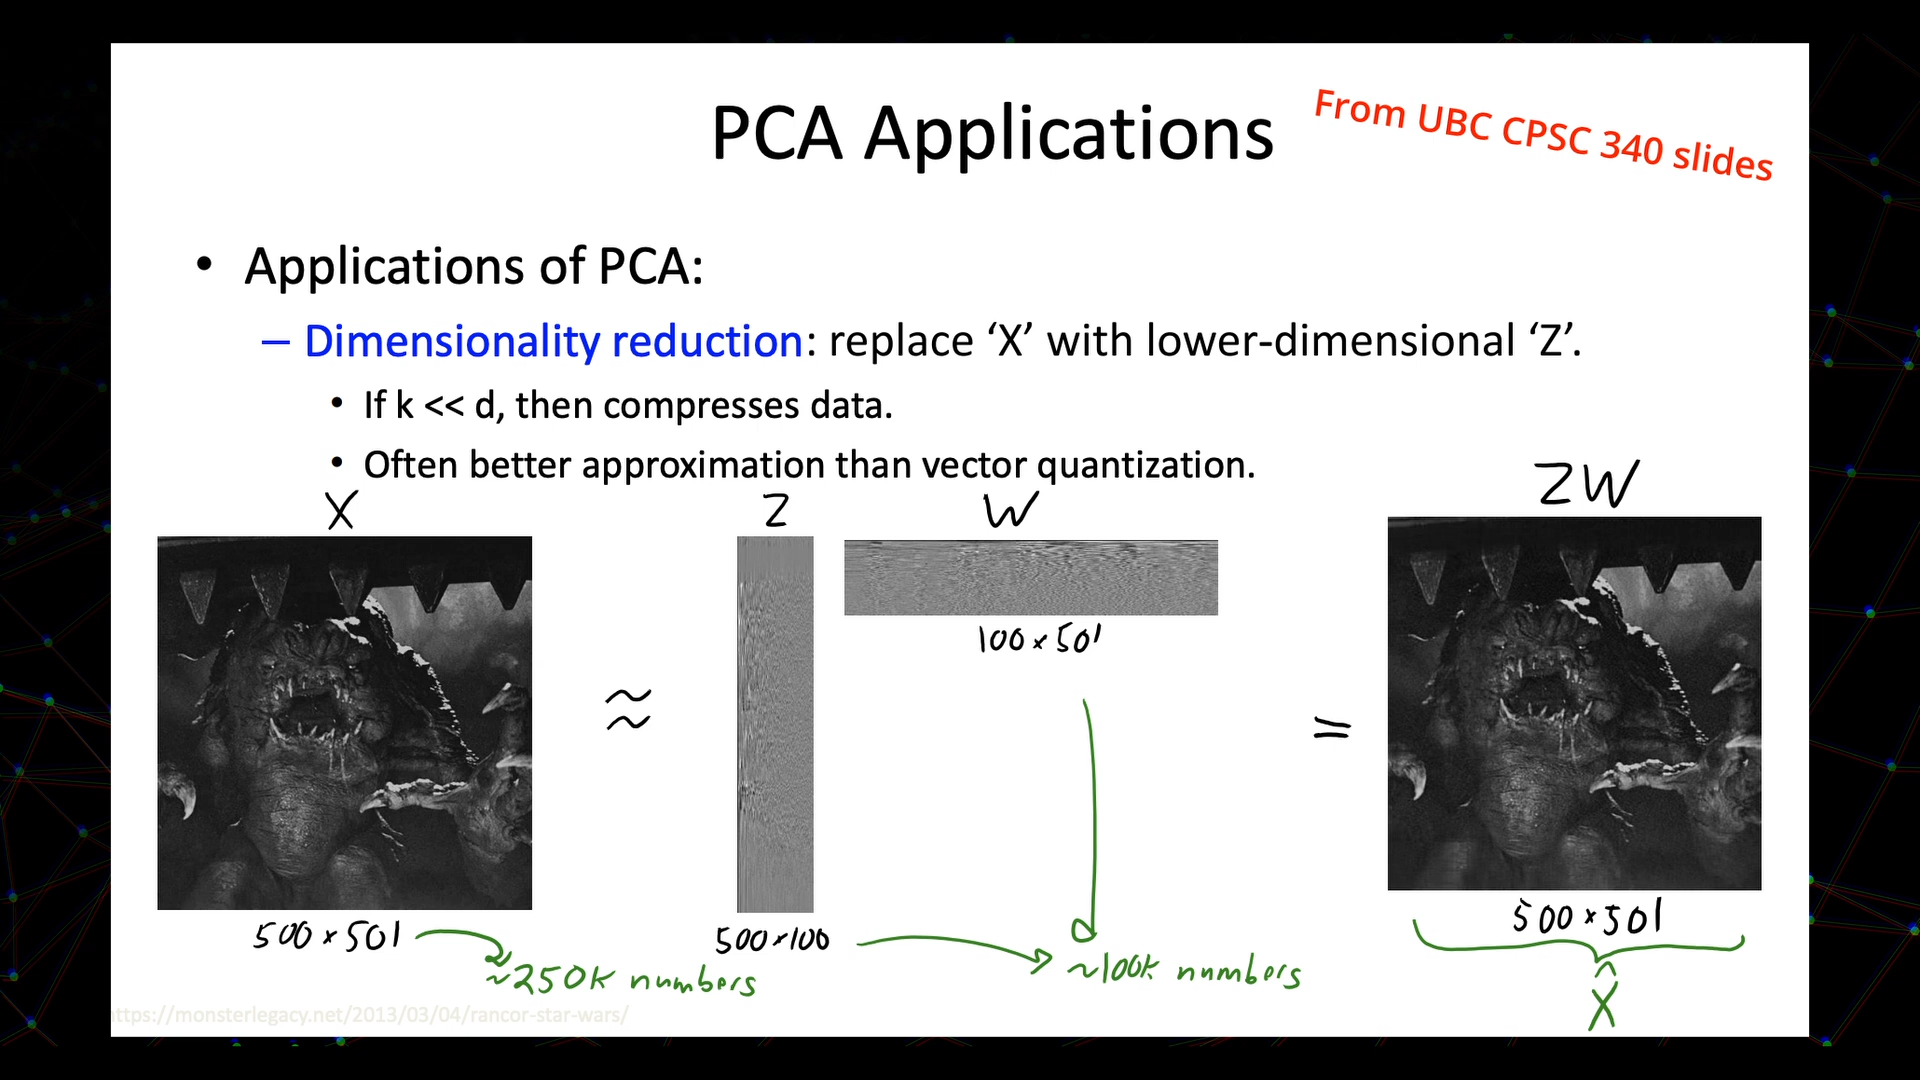 PCA Applications
From UBC CPSC 340 slides
• Applications of PCA:
– Dimensionality reduction: replace ‘X’ with lower-dimensional ‘Z’.
• If k << d, then compresses data.
• Often better approximation than vector quantization.
X
Z
W
ZW
100×501
≈
=
500×501
500×100
500×501
~250K numbers
~100K numbers
X̂
https://monsterlegacy.net/2013/03/04/rancor-star-wars/